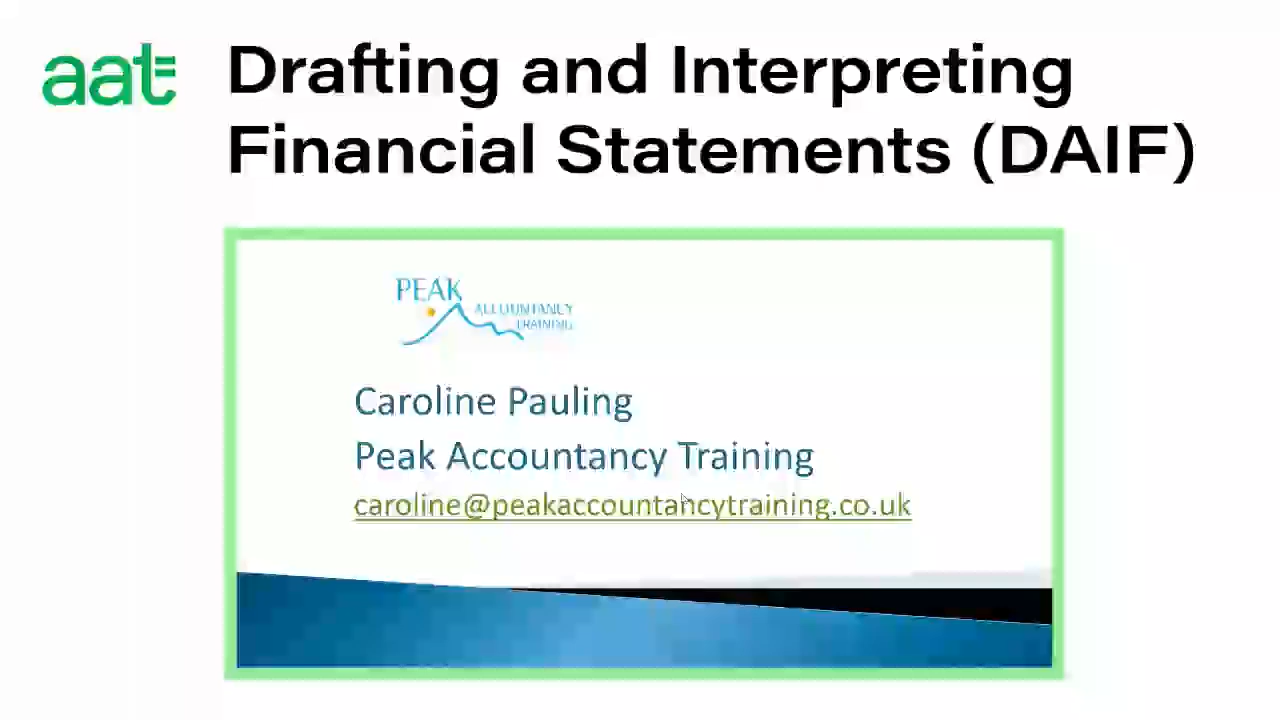 aat
Drafting and Interpreting
Financial Statements (DAIF)
PEAK
ACCOUNTANCY
TRAINING
Caroline Pauling
Peak Accountancy Training
caroline@peakaccountancytraining.co.uk